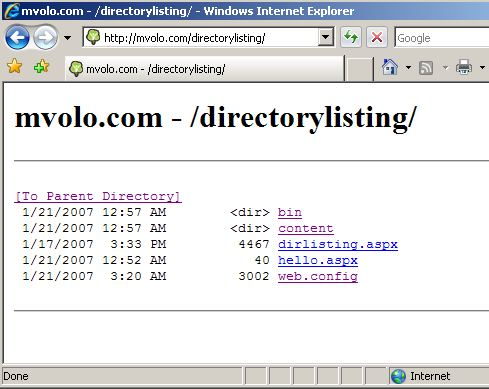 mvolo.com - /directorylisting/ - Windows Internet Explorer
http://mvolo.com/directorylisting/
Google
mvolo.com - /directorylisting/
mvolo.com - /directorylisting/
[To Parent Directory]
1/21/2007 12:57 AM <dir> bin
1/21/2007 12:57 AM <dir> content
1/17/2007 3:33 PM 4467 dirlisting.aspx
1/21/2007 12:52 AM 40 hello.aspx
1/21/2007 3:20 AM 3002 web.config
Done
Internet